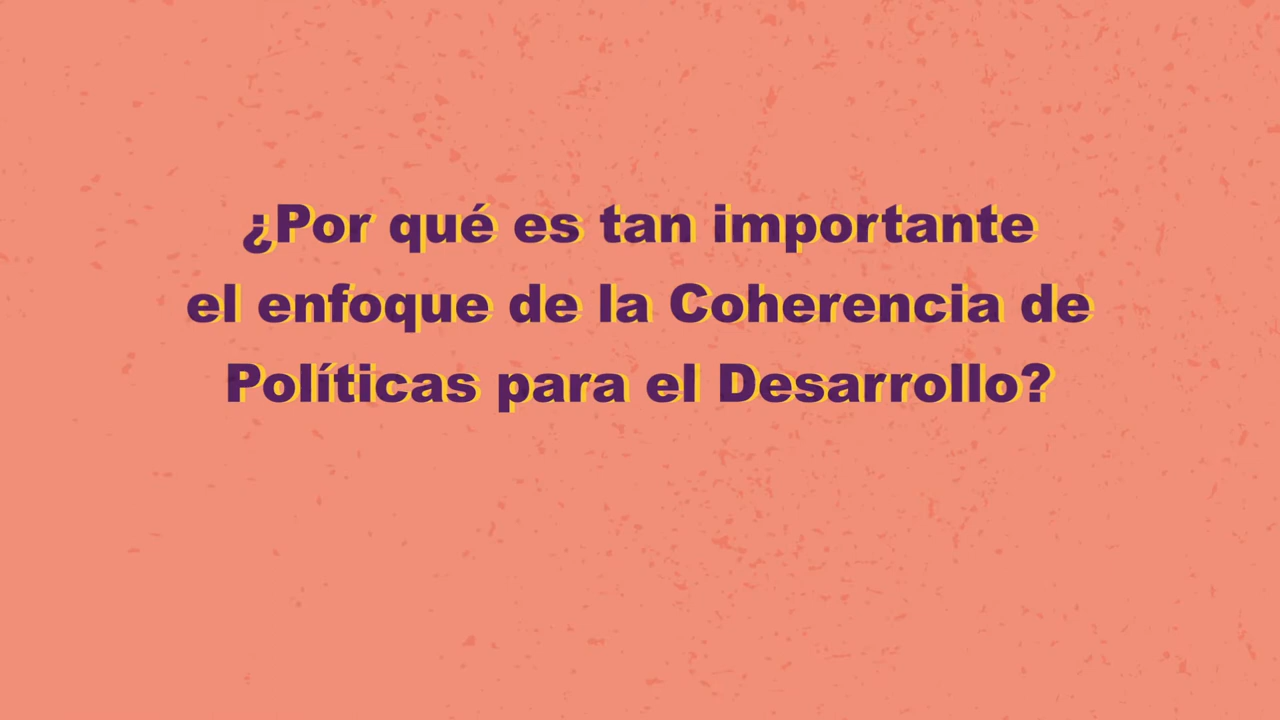 ¿Por qué es tan importante
el enfoque de la Coherencia de
Políticas para el Desarrollo?